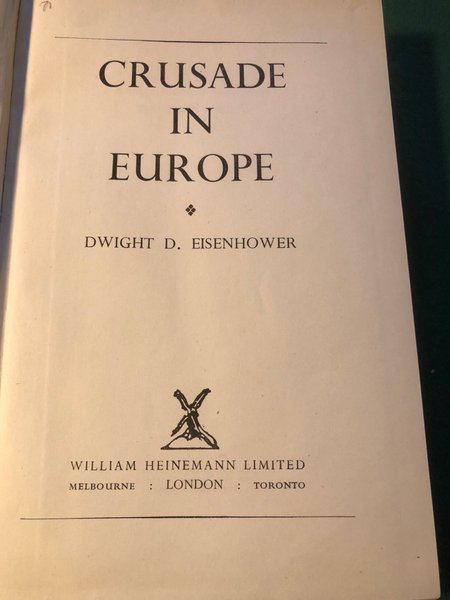 CRUSADE
IN
EUROPE
DWIGHT D. EISENHOWER
WILLIAM HEINEMANN LIMITED
MELBOURNE : LONDON : TORONTO